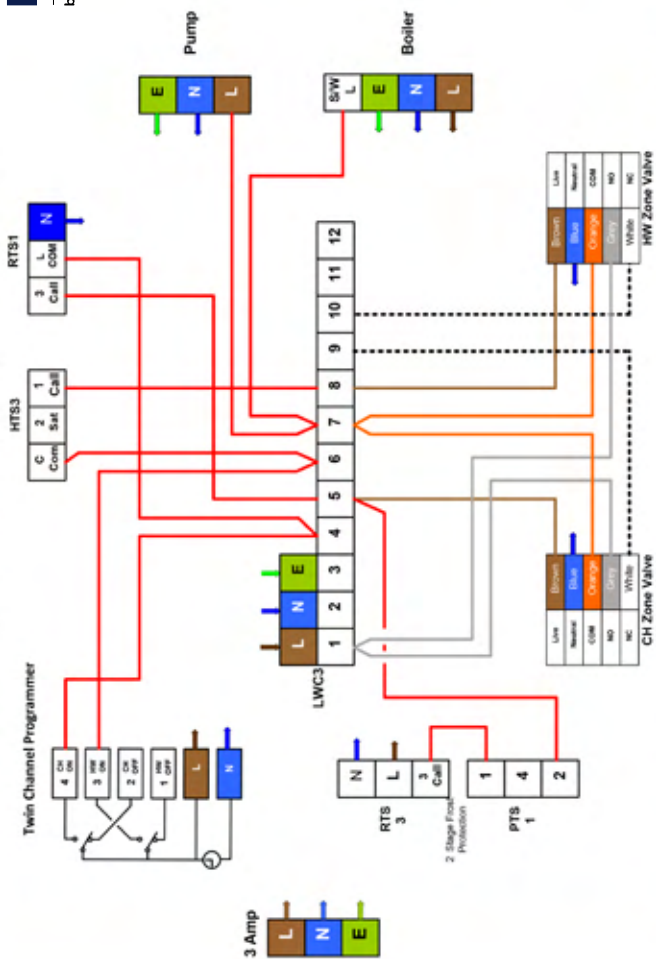 b
Pump
E
N
L
Boiler
S/W
L
E
N
L
RTS1
N
L
COM
3
Call
HTS3
1
Call
2
Sat
C
Com
12
11
10
9
8
7
6
5
4
3
2
1
E
N
L
LWC3
Twin Channel Programmer
4 CH ON
3 HW ON
2 CH OFF
1 HW OFF
L
N
N
L
3
Call
RTS
3
2 Stage Frost
Protection
1
4
2
PTS
1
3 Amp
L
N
E
Live Brown
Neutral Blue
COM Orange
NO Grey
NC White
CH Zone Valve
Brown Live
Blue Neutral
Orange COM
Grey NO
White NC
HW Zone Valve